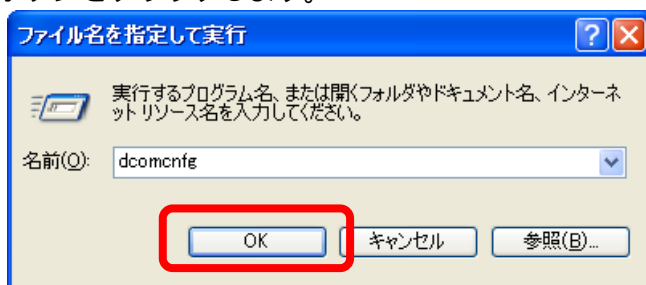 ファイル名を指定して実行
実行するプログラム名、または開くフォルダやドキュメント名、インターネ
ット リソース名を入力してください。
名前(O):
dcomcnfg
OK
キャンセル
参照(B)...